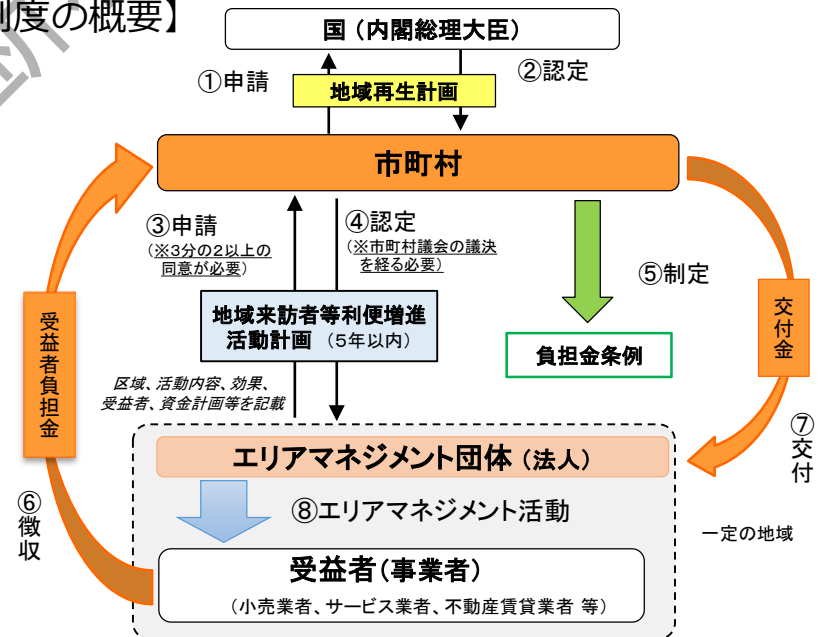 制度の概要】
国（内閣総理大臣）
①申請
②認定
地域再生計画
市町村
③申請
（※３分の２以上の
同意が必要）
④認定
（※市町村議会の議決
を経る必要）
⑤制定
地域来訪者等利便増進
活動計画 （５年以内）
負担金条例
区域、活動内容、効果、
受益者、資金計画等を記載
受益者負担金
交付金
⑥徴収
⑦交付
エリアマネジメント団体（法人）
⑧エリアマネジメント活動
一定の地域
受益者（事業者）
（小売業者、サービス業者、不動産賃貸業者 等）